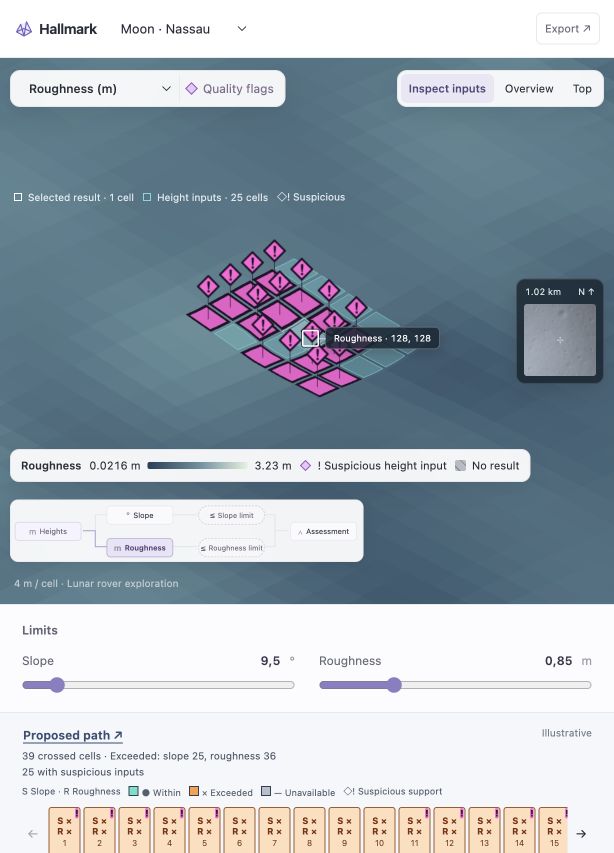 Hallmark
Moon · Nassau
Export ↗
Roughness (m)
Quality flags
Inspect inputs
Overview
Top
Selected result · 1 cell
Height inputs · 25 cells
! Suspicious
1.02 km
N ↑
Roughness · 128, 128
Roughness
0.0216 m
3.23 m
! Suspicious height input
No result
° Slope
≤ Slope limit
m Heights
∧ Assessment
m Roughness
≤ Roughness limit
4 m / cell · Lunar rover exploration
Limits
Slope
9,5 °
Roughness
0,85 m
Proposed path ↗
Illustrative
39 crossed cells · Exceeded: slope 25, roughness 36
25 with suspicious inputs
S Slope · R Roughness
● Within
× Exceeded
— Unavailable
! Suspicious support
←
S × S × S × S × S × S × S × S × S × S × S × S × S × S × S ×
R × R × R × R × R × R × R × R × R × R × R × R × R × R × R ×
1 2 3 4 5 6 7 8 9 10 11 12 13 14 15
→